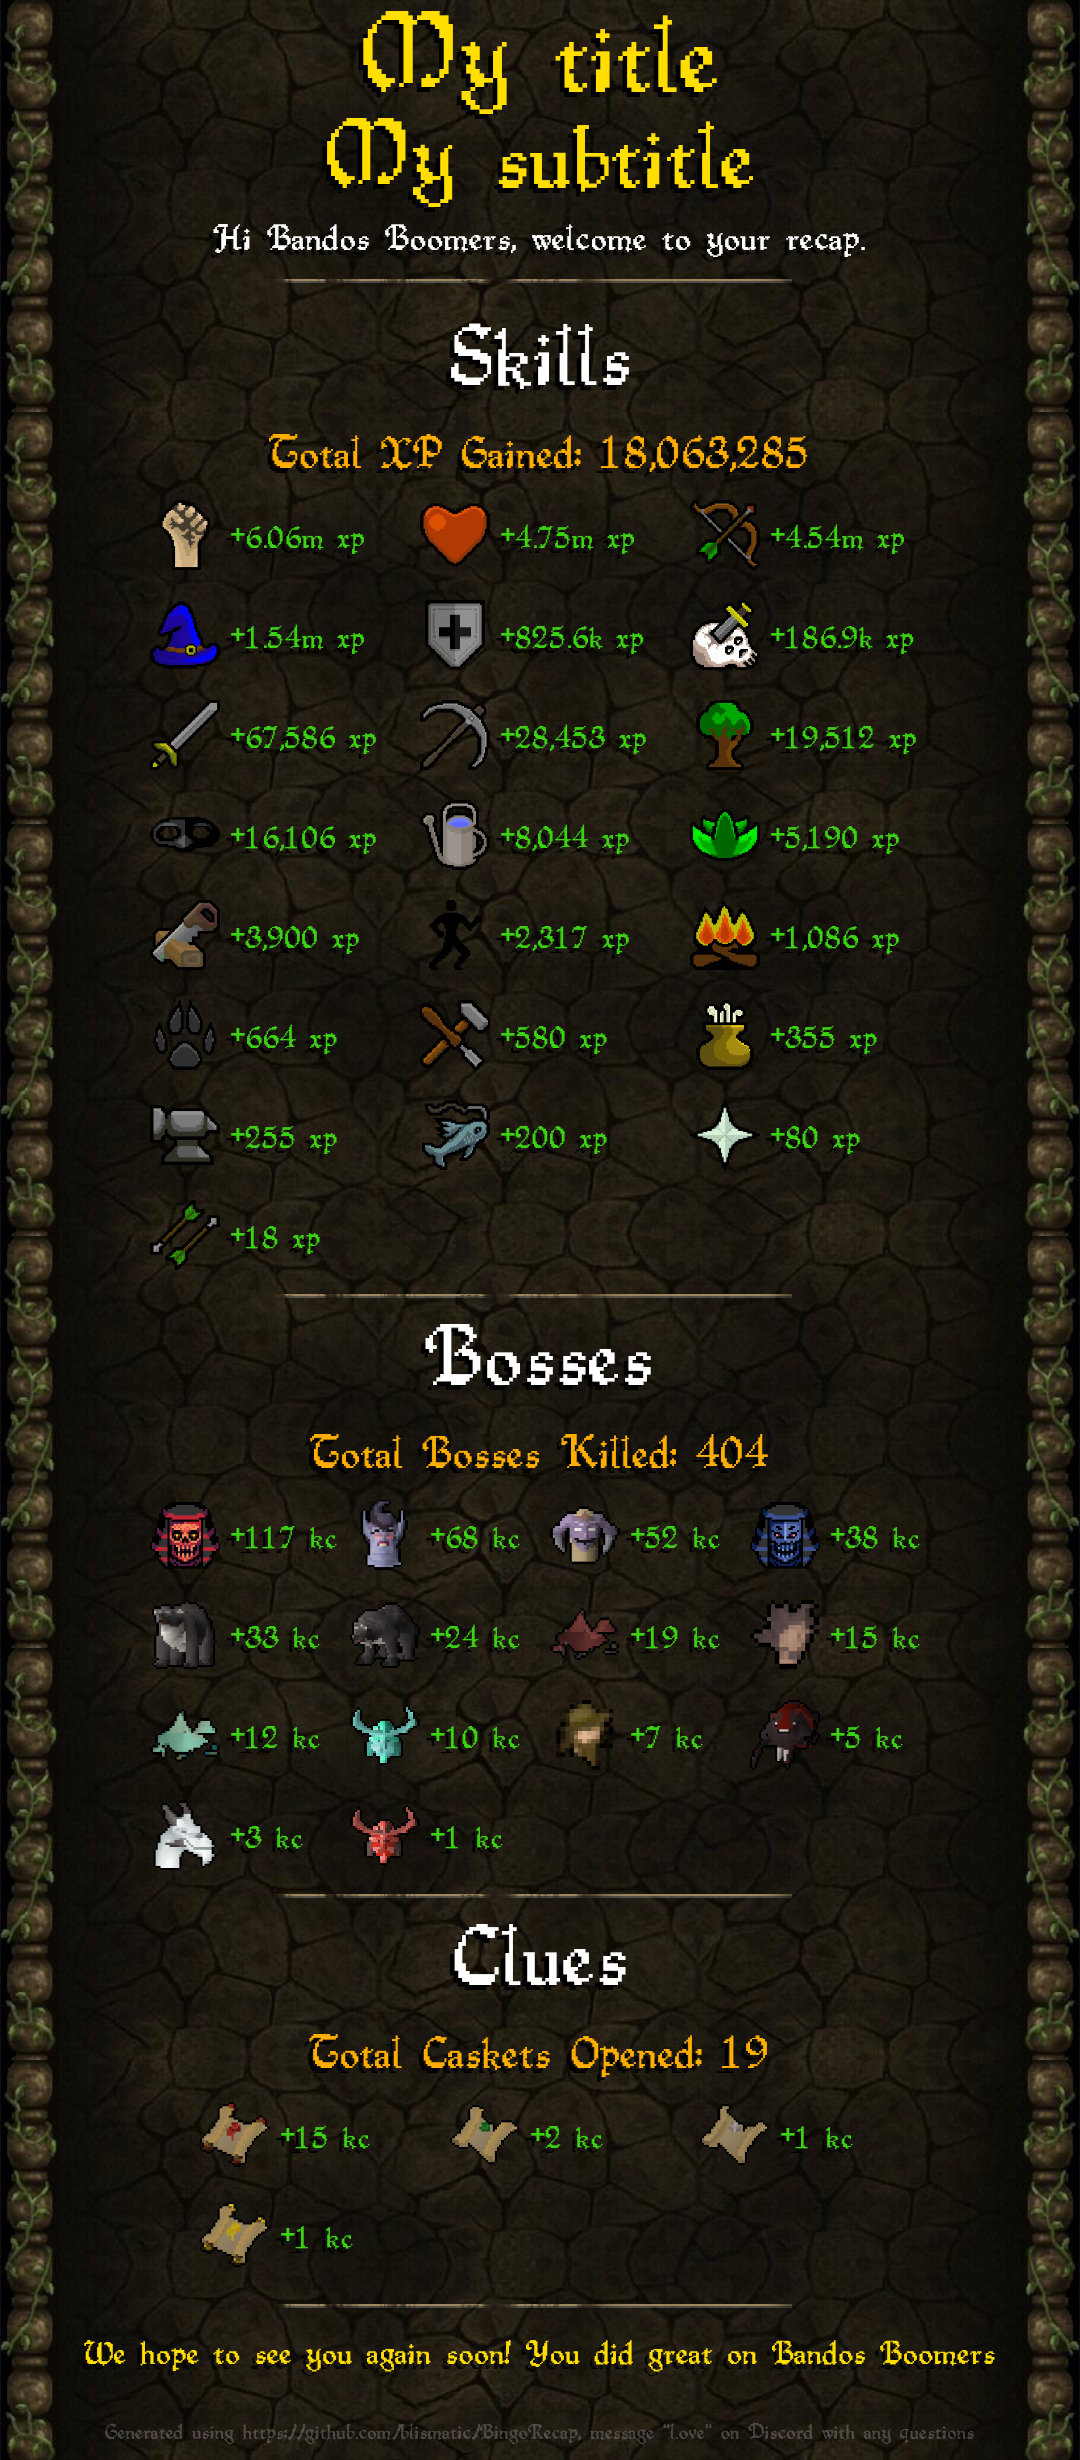 My title
My subtitle
Hi Bandos Boomers, welcome to your recap.
Skills
Total XP Gained: 18,063,285
+6.06m xp +4.75m xp +4.54m xp
+1.54m xp +825.6k xp +186.9k xp
+67,586 xp +28,453 xp +19,512 xp
+16,106 xp +8,044 xp +5,190 xp
+3,900 xp +2,317 xp +1,086 xp
+664 xp +580 xp +355 xp
+255 xp +200 xp +80 xp
+18 xp
Bosses
Total Bosses Killed: 404
+117 kc +68 kc +52 kc +38 kc
+33 kc +24 kc +19 kc +15 kc
+12 kc +10 kc +7 kc +5 kc
+3 kc +1 kc
Clues
Total Caskets Opened: 19
+15 kc +2 kc +1 kc
+1 kc
We hope to see you again soon! You did great on Bandos Boomers
Generated using https://github.com/blismatic/BingoRecap, message "love" on Discord with any questions